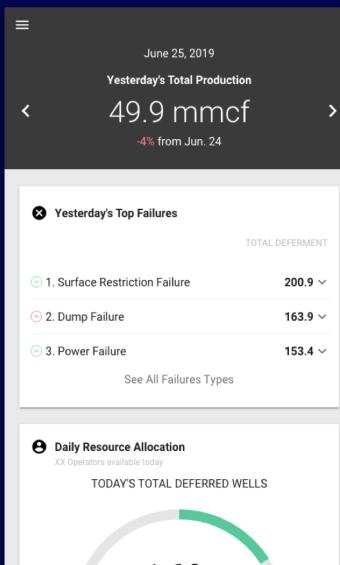 June 25, 2019
Yesterday's Total Production
49.9 mmcf
-4% from Jun. 24
Yesterday's Top Failures
TOTAL DEFERMENT
1. Surface Restriction Failure 200.9
2. Dump Failure 163.9
3. Power Failure 153.4
See All Failures Types
Daily Resource Allocation
XX Operators available today
TODAY'S TOTAL DEFERRED WELLS